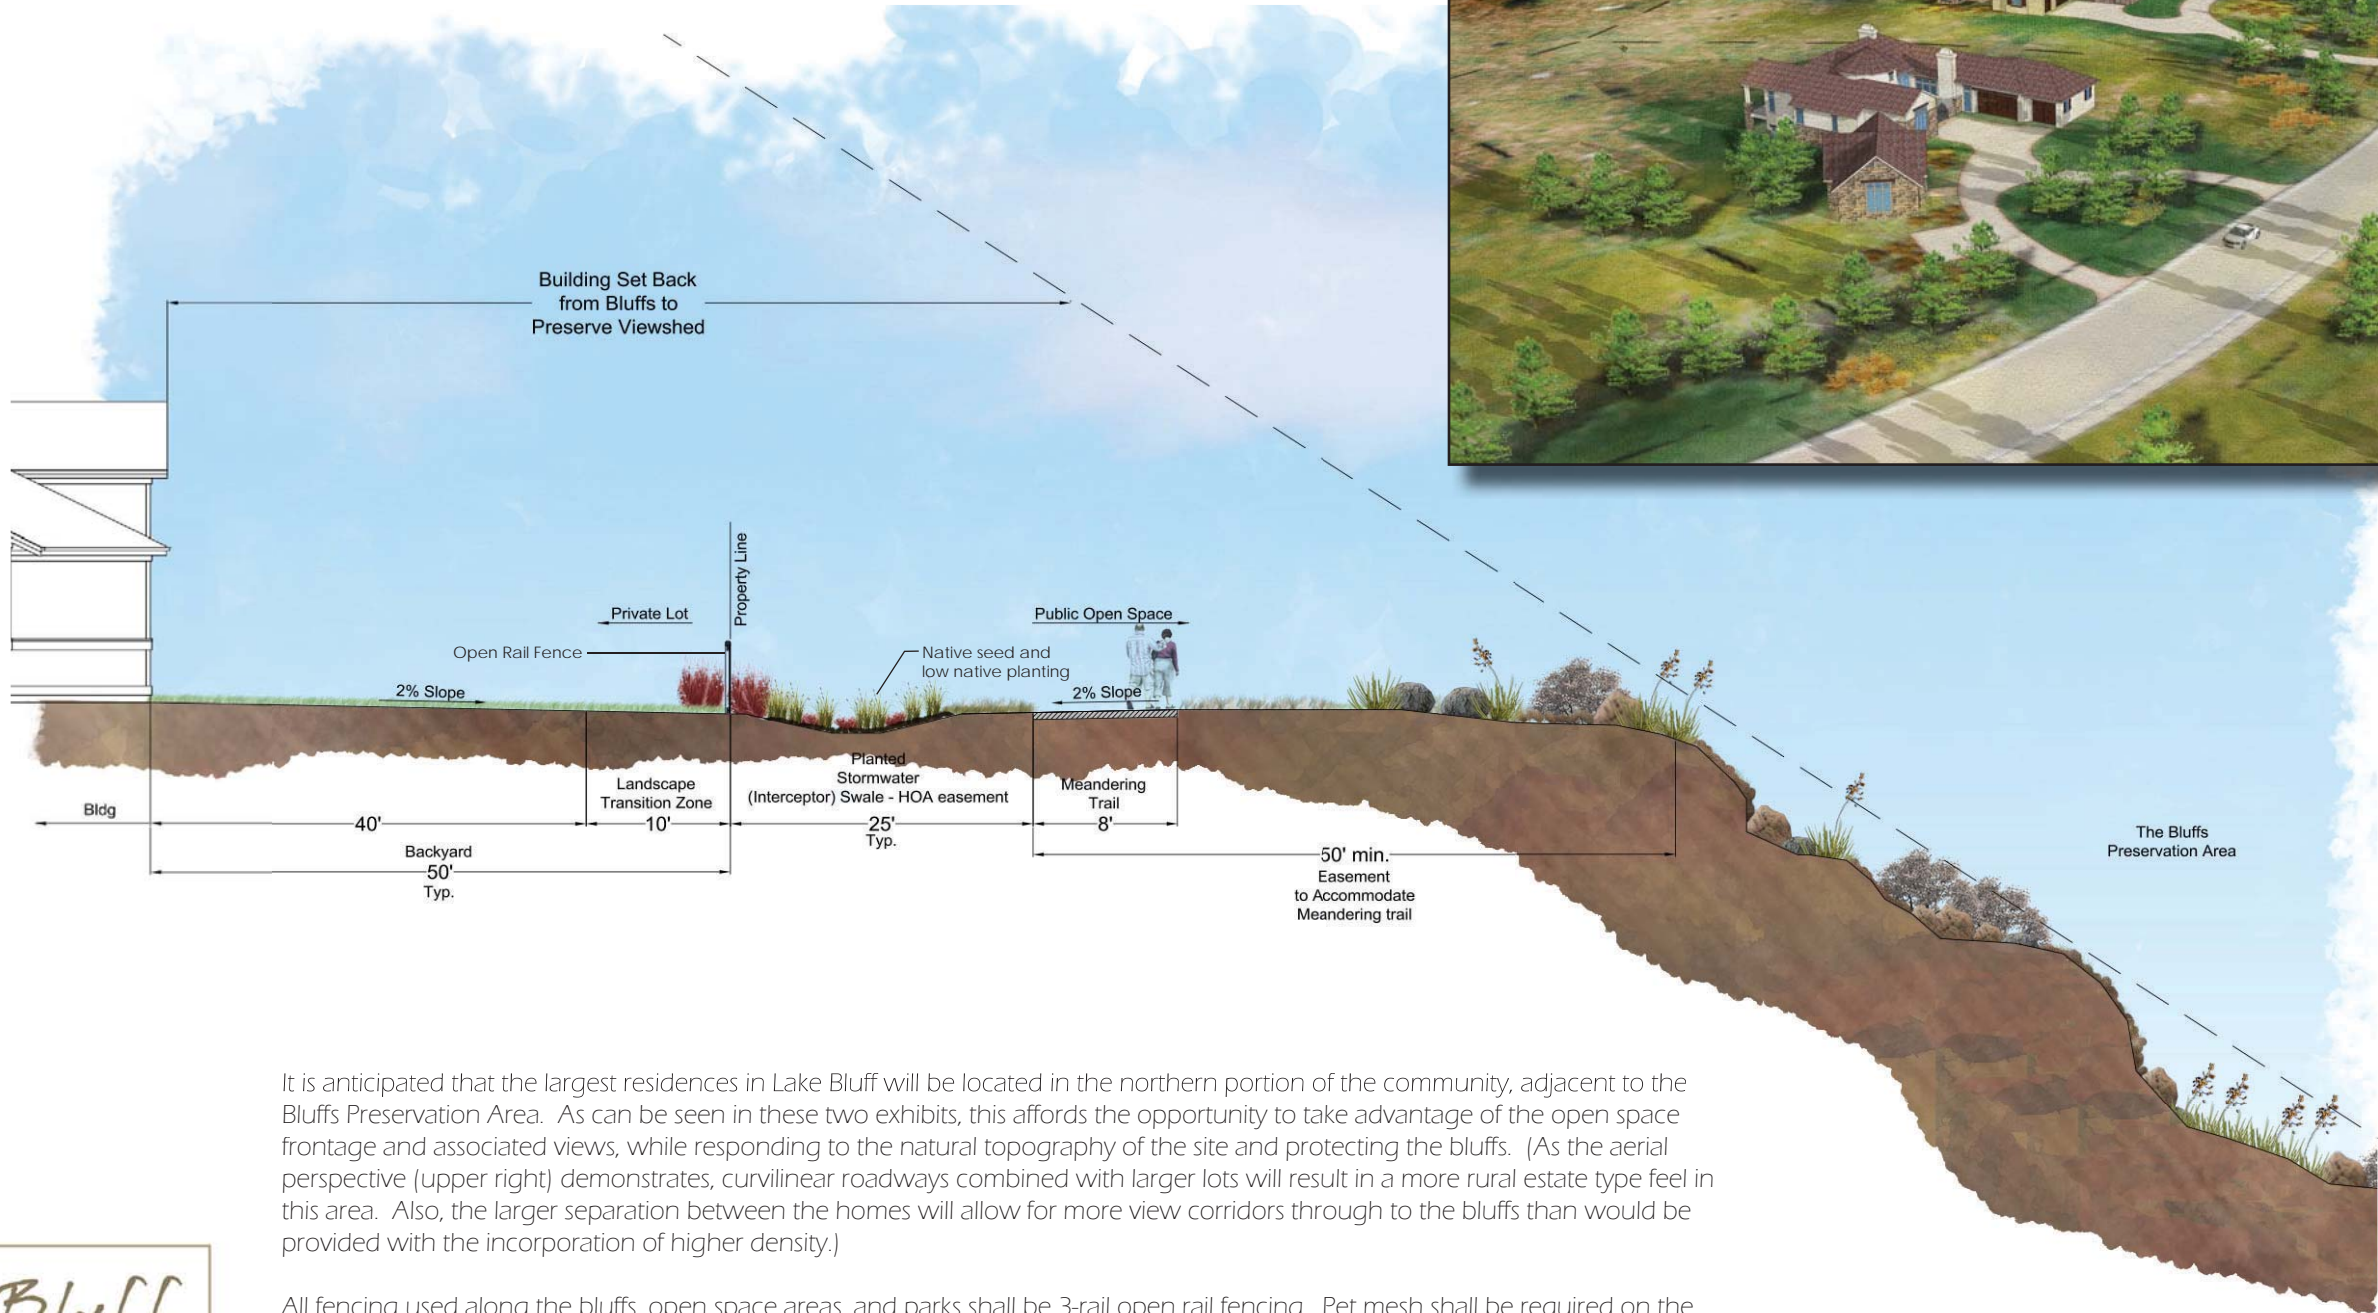 Building Set Back
from Bluffs to
Preserve Viewshed
Property Line
Private Lot
Public Open Space
Open Rail Fence
Native seed and
low native planting
2% Slope
2% Slope
Planted
Stormwater
(Interceptor) Swale - HOA easement
Landscape
Transition Zone
Meandering
Trail
Bldg
40'
10'
25'
Typ.
8'
Backyard
50'
Typ.
50' min.
Easement
to Accommodate
Meandering trail
The Bluffs
Preservation Area
It is anticipated that the largest residences in Lake Bluff will be located in the northern portion of the community, adjacent to the
Bluffs Preservation Area.  As can be seen in these two exhibits, this affords the opportunity to take advantage of the open space
frontage and associated views, while responding to the natural topography of the site and protecting the bluffs.  (As the aerial
perspective (upper right) demonstrates, curvilinear roadways combined with larger lots will result in a more rural estate type feel in
this area.  Also, the larger separation between the homes will allow for more view corridors through to the bluffs than would be
provided with the incorporation of higher density.)
All fencing used along the bluffs, open space areas, and parks shall be 3-rail open rail fencing.  Pet mesh shall be required on the
Bluff